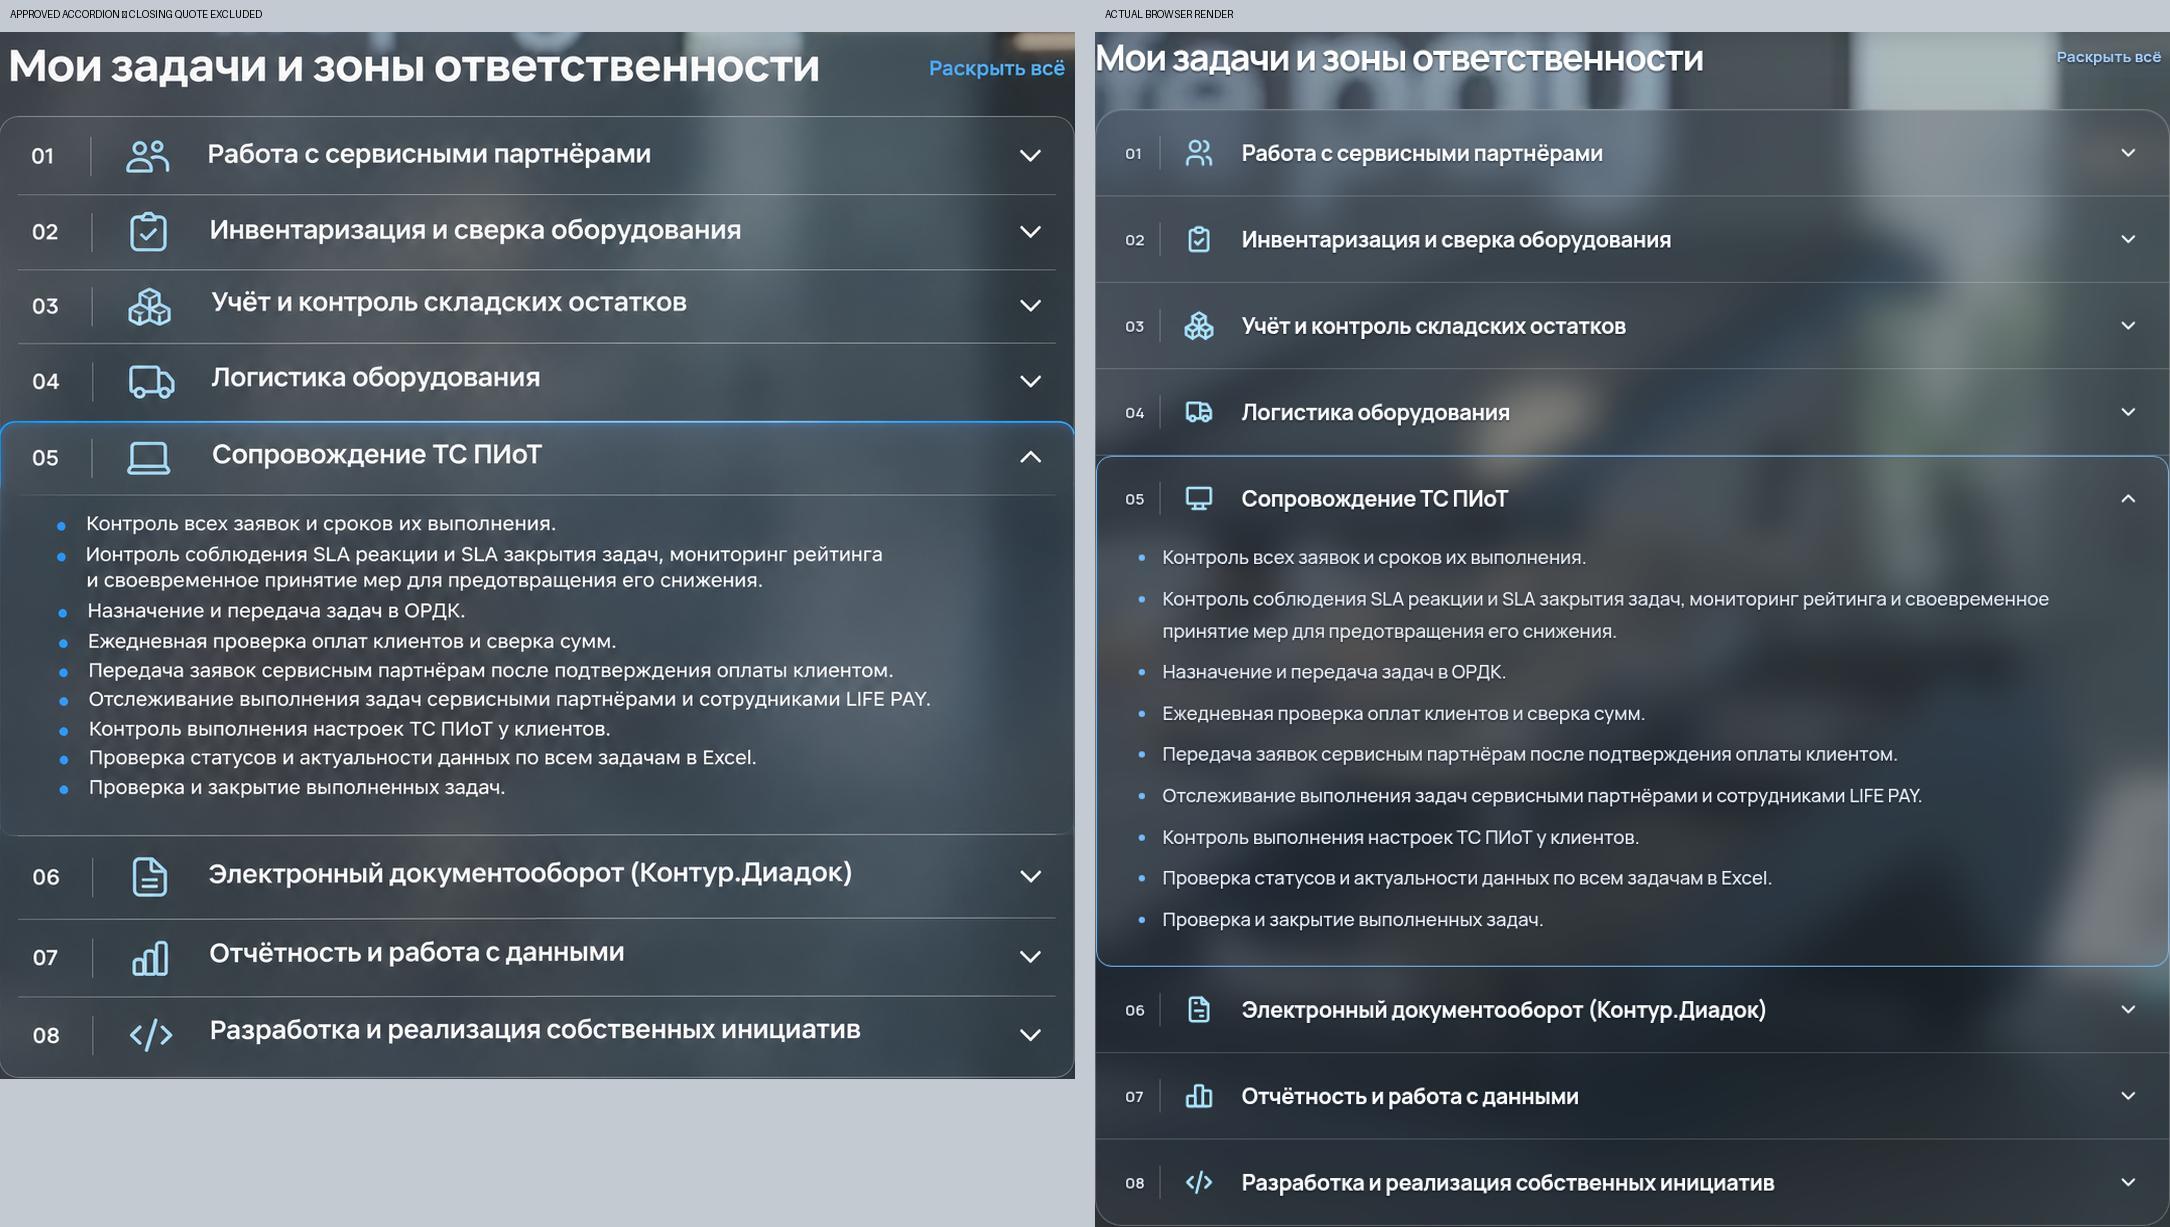 APPROVED ACCORDION CLOSING QUOTE EXCLUDED
Мои задачи и зоны ответственности
Раскрыть всё
01 Работа с сервисными партнёрами
02 Инвентаризация и сверка оборудования
03 Учёт и контроль складских остатков
04 Логистика оборудования
05 Сопровождение ТС ПИоТ
Контроль всех заявок и сроков их выполнения.
Ионтроль соблюдения SLA реакции и SLA закрытия задач, мониторинг рейтинга
и своевременное принятие мер для предотвращения его снижения.
Назначение и передача задач в ОРДК.
Ежедневная проверка оплат клиентов и сверка сумм.
Передача заявок сервисным партнёрам после подтверждения оплаты клиентом.
Отслеживание выполнения задач сервисными партнёрами и сотрудниками LIFE PAY.
Контроль выполнения настроек ТС ПИоТ у клиентов.
Проверка статусов и актуальности данных по всем задачам в Excel.
Проверка и закрытие выполненных задач.
06 Электронный документооборот (Контур.Диадок)
07 Отчётность и работа с данными
08 Разработка и реализация собственных инициатив
ACTUAL BROWSER RENDER
Мои задачи и зоны ответственности
Раскрыть всё
01 Работа с сервисными партнёрами
02 Инвентаризация и сверка оборудования
03 Учёт и контроль складских остатков
04 Логистика оборудования
05 Сопровождение ТС ПИоТ
Контроль всех заявок и сроков их выполнения.
Контроль соблюдения SLA реакции и SLA закрытия задач, мониторинг рейтинга и своевременное
принятие мер для предотвращения его снижения.
Назначение и передача задач в ОРДК.
Ежедневная проверка оплат клиентов и сверка сумм.
Передача заявок сервисным партнёрам после подтверждения оплаты клиентом.
Отслеживание выполнения задач сервисными партнёрами и сотрудниками LIFE PAY.
Контроль выполнения настроек ТС ПИоТ у клиентов.
Проверка статусов и актуальности данных по всем задачам в Excel.
Проверка и закрытие выполненных задач.
06 Электронный документооборот (Контур.Диадок)
07 Отчётность и работа с данными
08 Разработка и реализация собственных инициатив